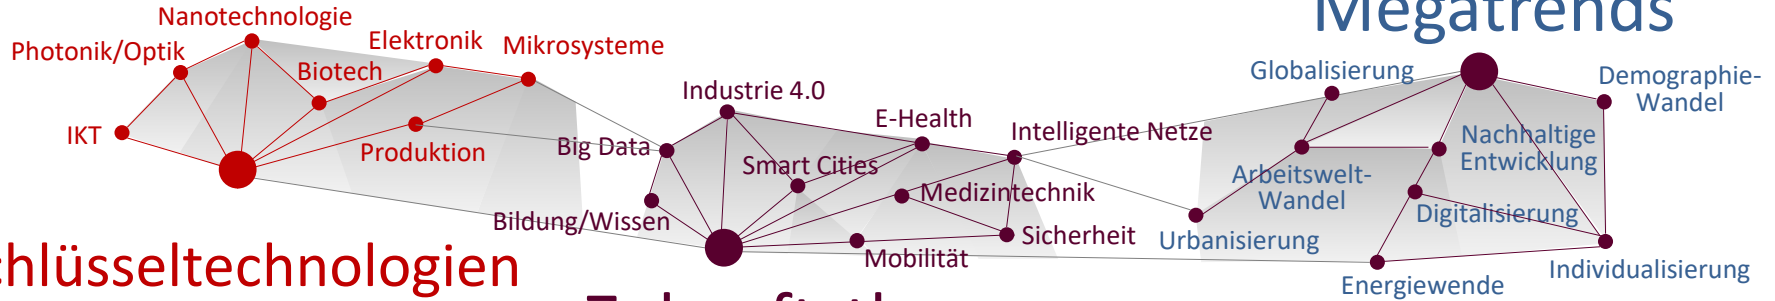 Megatrends
Nanotechnologie
Photonik/Optik
Elektronik
Mikrosysteme
Biotech
IKT
Produktion
Industrie 4.0
E-Health
Big Data
Intelligente Netze
Smart Cities
Medizintechnik
Bildung/Wissen
Sicherheit
Mobilität
Globalisierung
Demographie-
Wandel
Nachhaltige
Entwicklung
Arbeitswelt-
Wandel
Digitalisierung
Urbanisierung
Energiewende
Individualisierung
hlüsseltechnologien